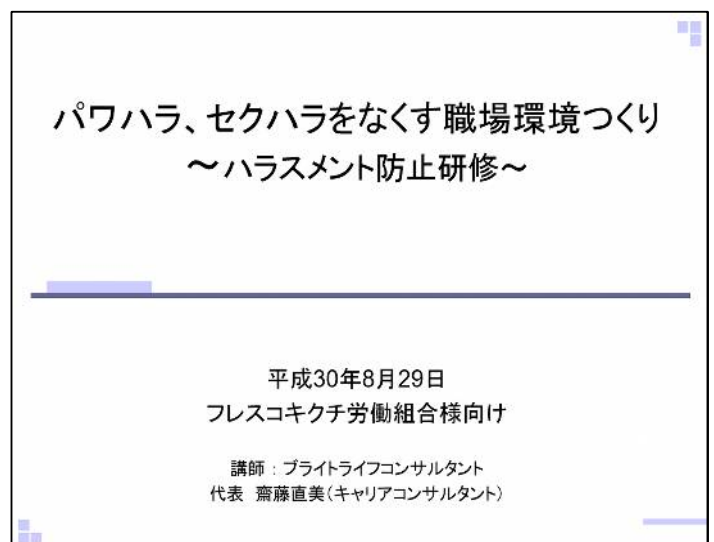 パワハラ、セクハラをなくす職場環境つくり
～ハラスメント防止研修～
平成30年8月29日
フレスコキクチ労働組合様向け
講師：ブライトライフコンサルタント
代表　齋藤直美（キャリアコンサルタント）